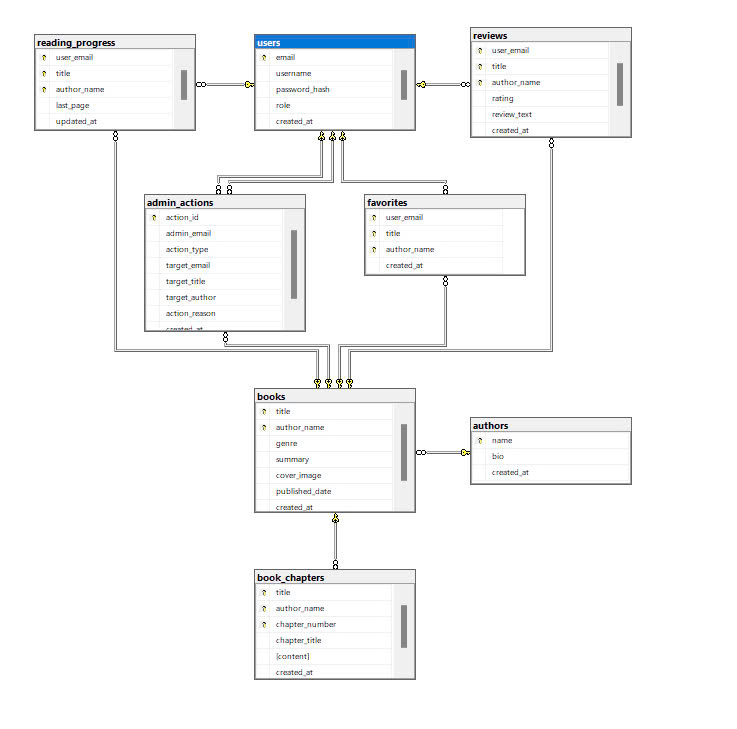 reading_progress
user_email
title
author_name
last_page
updated_at
users
email
username
password_hash
role
created_at
reviews
user_email
title
author_name
rating
review_text
created_at
admin_actions
action_id
admin_email
action_type
target_email
target_title
target_author
action_reason
created_at
favorites
user_email
title
author_name
created_at
books
title
author_name
genre
summary
cover_image
published_date
created_at
authors
name
bio
created_at
book_chapters
title
author_name
chapter_number
chapter_title
[content]
created_at